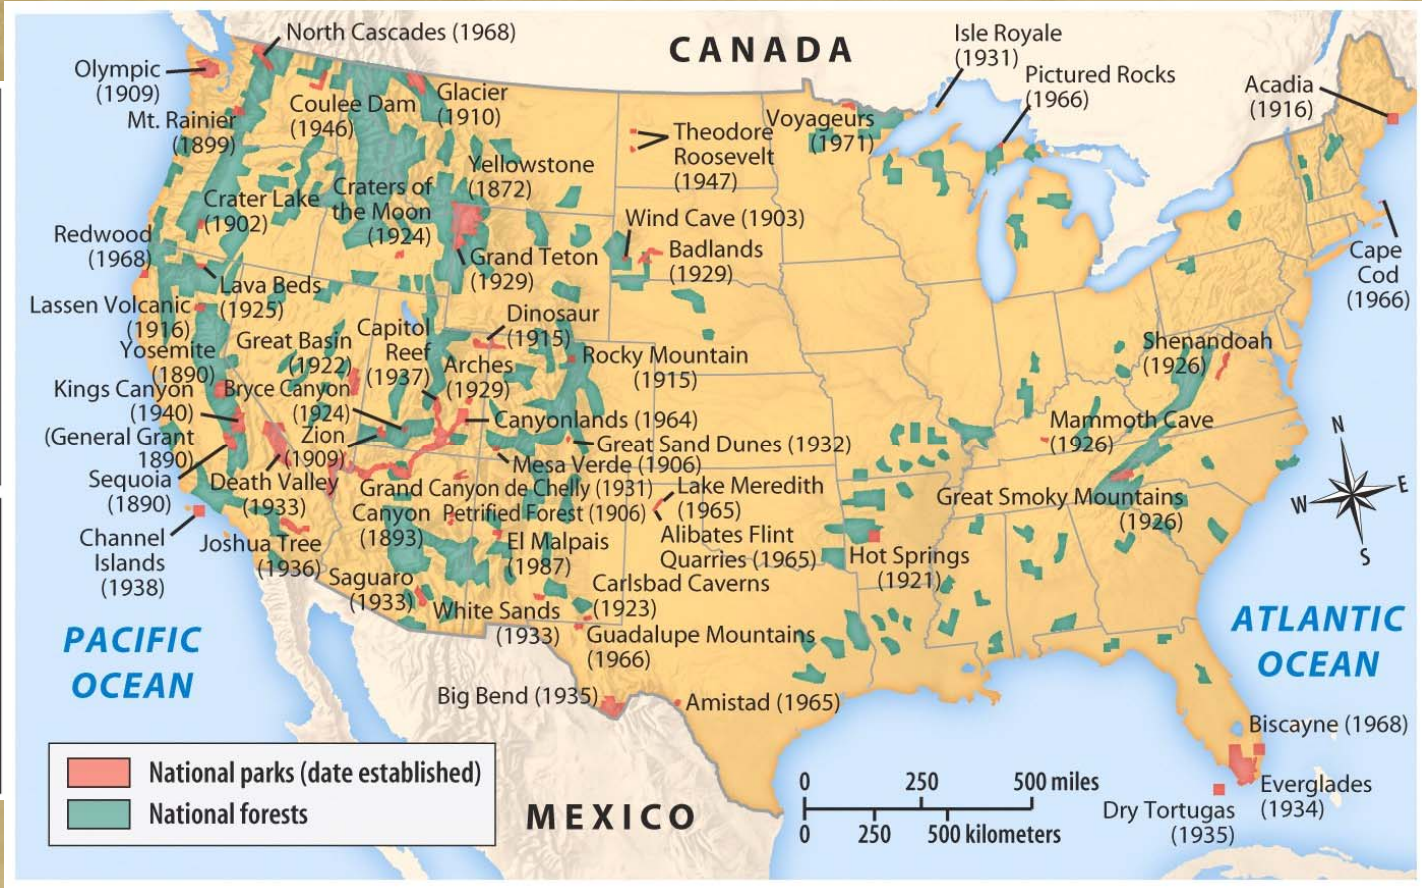 North Cascades (1968)
CANADA
Isle Royale
(1931)
Pictured Rocks
(1966)
Acadia
(1916)
Olympic
(1909)
Mt. Rainier
(1899)
Coulee Dam
(1946)
Glacier
(1910)
Theodore
Roosevelt
(1947)
Voyageurs
(1971)
Yellowstone
(1872)
Crater Lake
(1902)
Craters of
the Moon
(1924)
Wind Cave (1903)
Badlands
(1929)
Redwood
(1968)
Grand Teton
(1929)
Cape
Cod
(1966)
Lava Beds
(1925)
Lassen Volcanic
(1916)
Dinosaur
(1915)
Yosemite
(1890)
Great Basin
(1922)
Capitol
Reef
(1937)
Arches
(1929)
Rocky Mountain
(1915)
Shenandoah
(1926)
Kings Canyon
(1940)
(General Grant
1890)
Bryce Canyon
(1924)
Zion
(1909)
Canyonlands (1964)
Great Sand Dunes (1932)
Mesa Verde (1906)
Mammoth Cave
(1926)
Sequoia
(1890)
Death Valley
(1933)
Grand
Canyon
(1893)
Canyon de Chelly (1931)
Petrified Forest (1906)
Lake Meredith
(1965)
Alibates Flint
Quarries (1965)
Great Smoky Mountains
(1926)
Channel
Islands
(1938)
Joshua Tree
(1936)
El Malpais
(1987)
Hot Springs
(1921)
Saguaro
(1933)
White Sands
(1933)
Carlsbad Caverns
(1923)
Guadalupe Mountains
(1966)
N
W
E
S
PACIFIC
OCEAN
ATLANTIC
OCEAN
Big Bend (1935)
Amistad (1965)
Biscayne (1968)
Everglades
(1934)
Dry Tortugas
(1935)
MEXICO
National parks (date established)
National forests
0 250 500 miles
0 250 500 kilometers